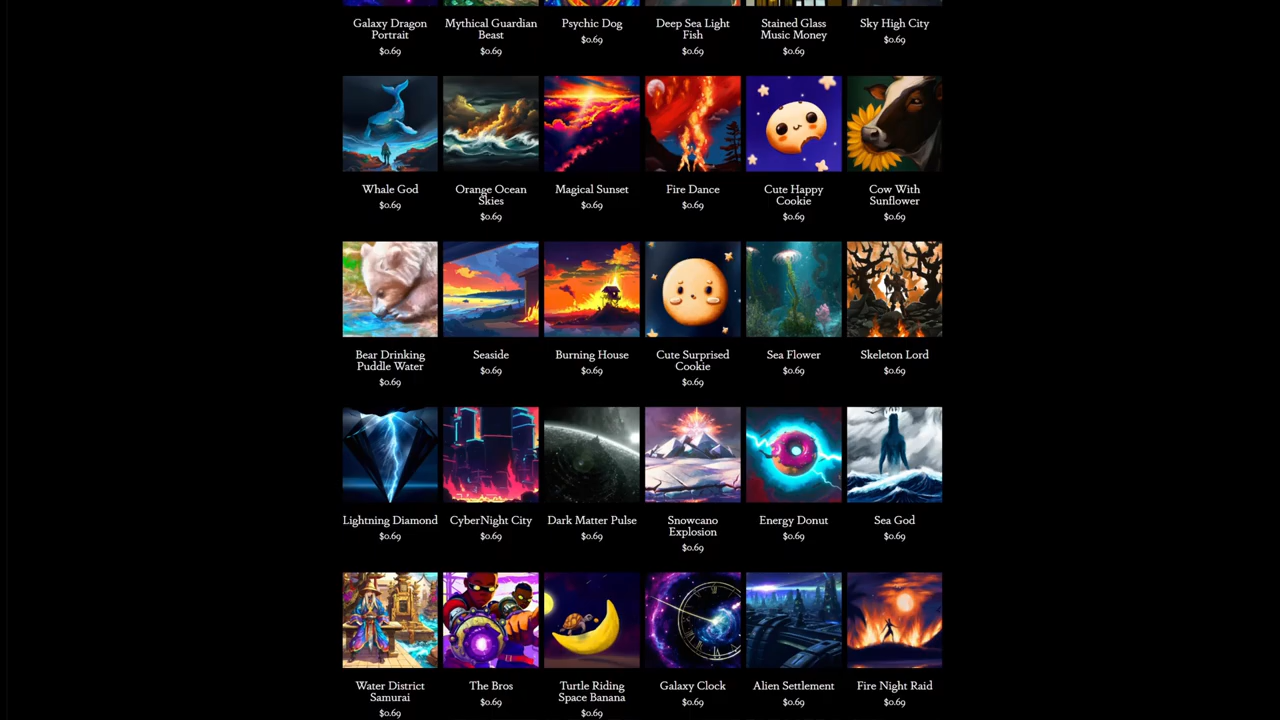 Galaxy Dragon
Portrait
$0.69
Mythical Guardian
Beast
$0.69
Psychic Dog
$0.69
Deep Sea Light
Fish
$0.69
Stained Glass
Music Money
$0.69
Sky High City
$0.69
Whale God
$0.69
Orange Ocean
Skies
$0.69
Magical Sunset
$0.69
Fire Dance
$0.69
Cute Happy
Cookie
$0.69
Cow With
Sunflower
$0.69
Bear Drinking
Puddle Water
$0.69
Seaside
$0.69
Burning House
$0.69
Cute Surprised
Cookie
$0.69
Sea Flower
$0.69
Skeleton Lord
$0.69
Lightning Diamond
$0.69
CyberNight City
$0.69
Dark Matter Pulse
$0.69
Snowcano
Explosion
$0.69
Energy Donut
$0.69
Sea God
$0.69
Water District
Samurai
$0.69
The Bros
$0.69
Turtle Riding
Space Banana
$0.69
Galaxy Clock
$0.69
Alien Settlement
$0.69
Fire Night Raid
$0.69